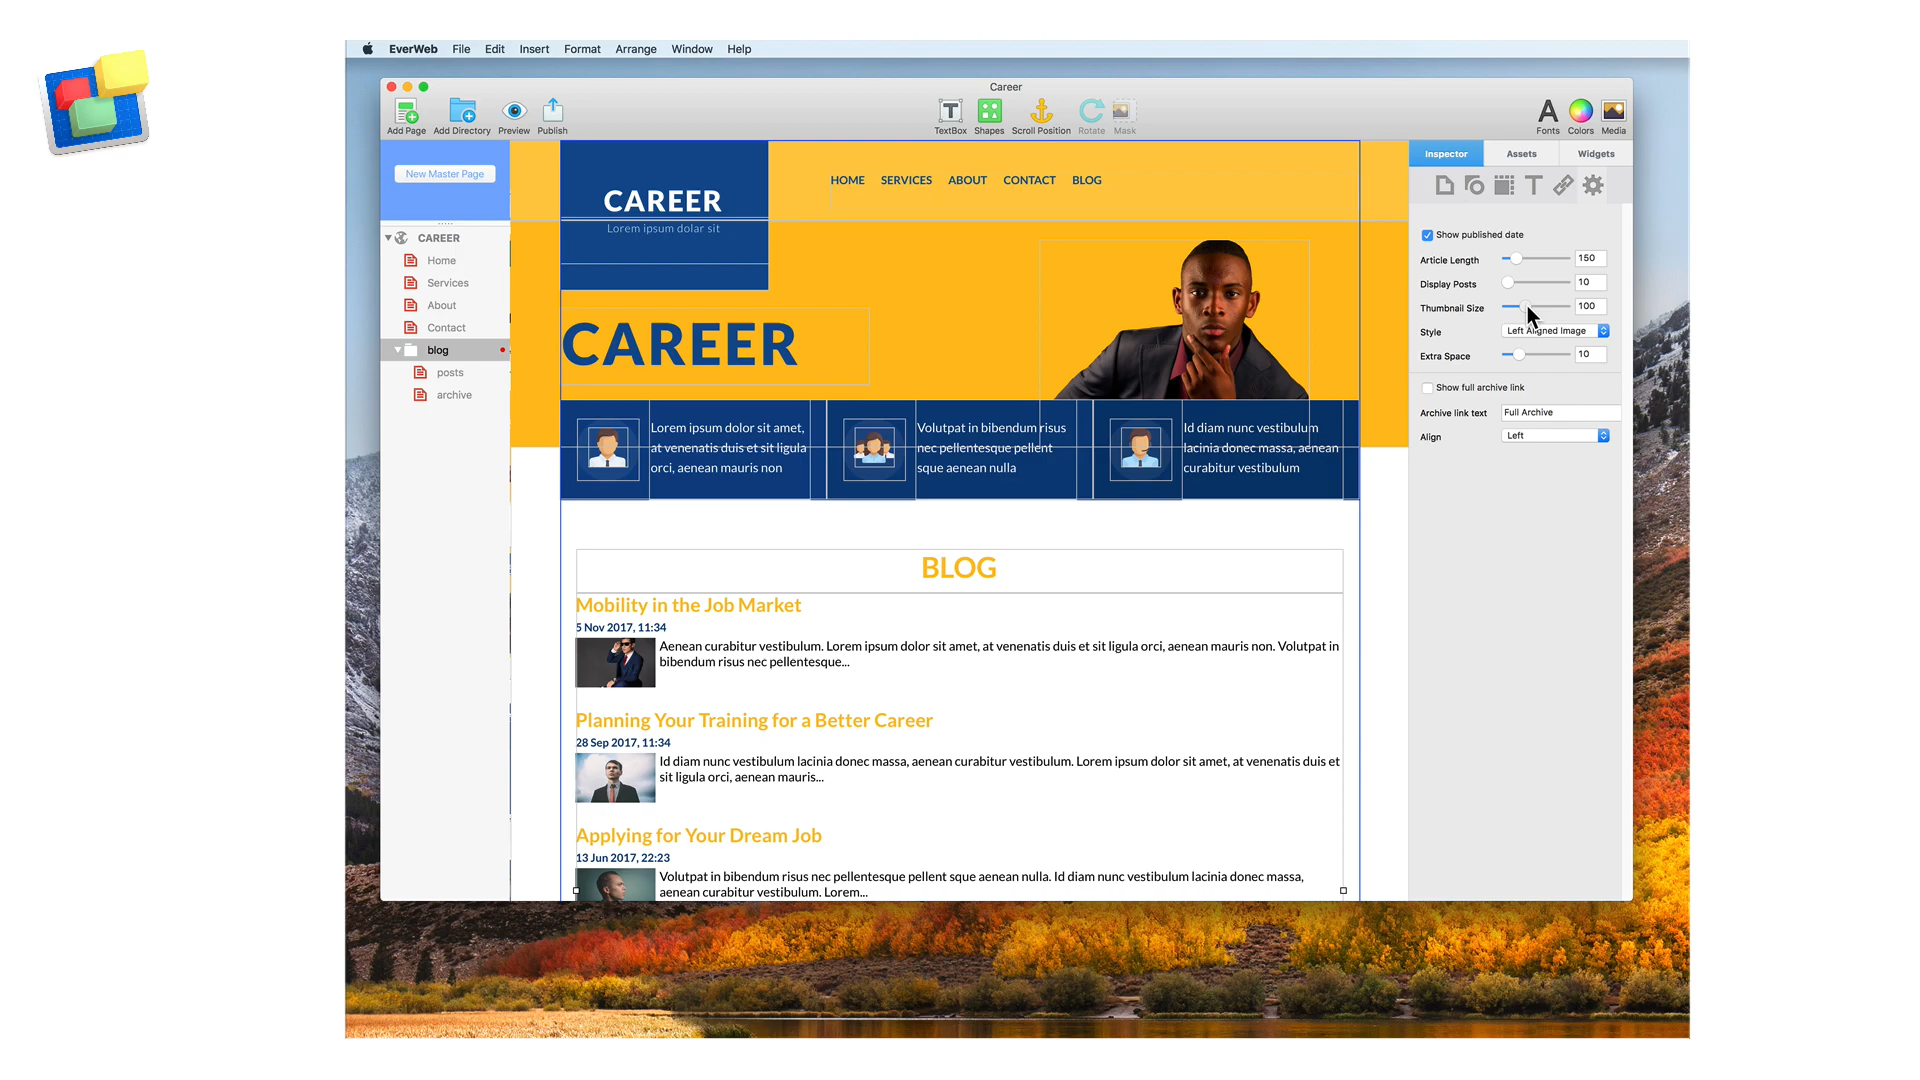 EverWeb File Edit Insert Format Arrange Window Help
Career
Add Page Add Directory Preview Publish TextBox Shapes Scroll Position Rotate Mask Fonts Colors Media
New Master Page
CAREER
Home
Services
About
Contact
blog
posts
archive
CAREER
Lorem ipsum dolar sit
HOME SERVICES ABOUT CONTACT BLOG
CAREER
Lorem ipsum dolor sit amet,
at venenatis duis et sit ligula
orci, aenean mauris non
Volutpat in bibendum risus
nec pellentesque pellent
sque aenean nulla
Id diam nunc vestibulum
lacinia donec massa, aenean
curabitur vestibulum
BLOG
Mobility in the Job Market
5 Nov 2017, 11:34
Aenean curabitur vestibulum. Lorem ipsum dolor sit amet, at venenatis duis et sit ligula orci, aenean mauris non. Volutpat in
bibendum risus nec pellentesque...
Planning Your Training for a Better Career
28 Sep 2017, 11:34
Id diam nunc vestibulum lacinia donec massa, aenean curabitur vestibulum. Lorem ipsum dolor sit amet, at venenatis duis et
sit ligula orci, aenean mauris...
Applying for Your Dream Job
13 Jun 2017, 22:23
Volutpat in bibendum risus nec pellentesque pellent sque aenean nulla. Id diam nunc vestibulum lacinia donec massa,
aenean curabitur vestibulum. Lorem...
Inspector Assets Widgets
Show published date
Article Length 150
Display Posts 10
Thumbnail Size 100
Style Left Aligned Image
Extra Space 10
Show full archive link
Archive link text Full Archive
Align Left